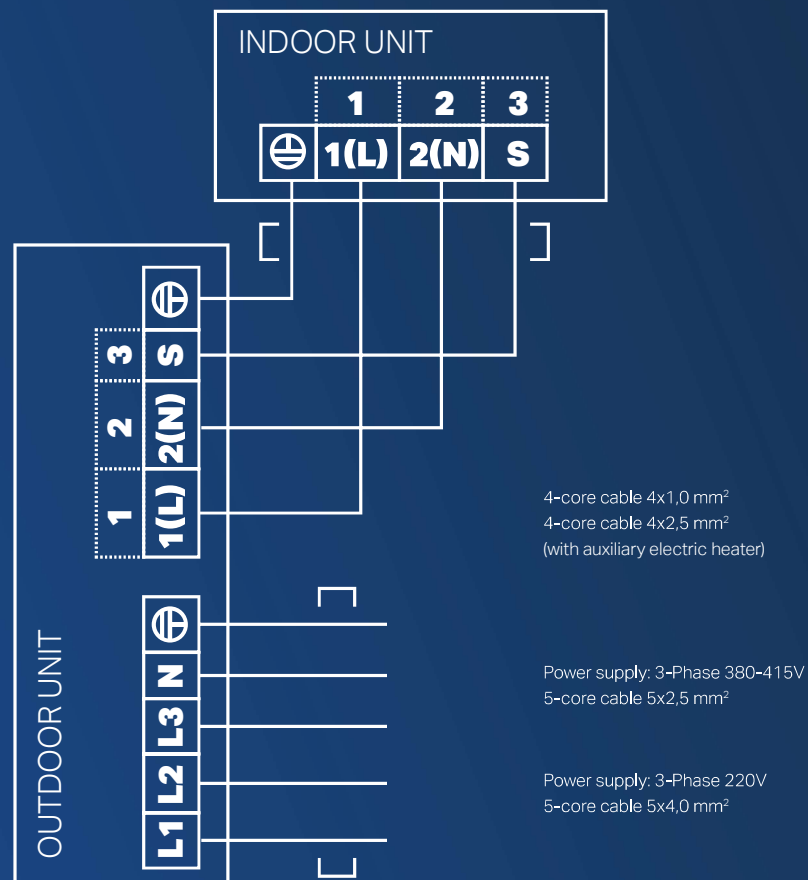 INDOOR UNIT
1 2 3
1(L) 2(N) S
3 S
2 2(N)
1 1(L)
4-core cable 4x1,0 mm²
4-core cable 4x2,5 mm²
(with auxiliary electric heater)
OUTDOOR UNIT
N
L3
L2
L1
Power supply: 3-Phase 380-415V
5-core cable 5x2,5 mm²
Power supply: 3-Phase 220V
5-core cable 5x4,0 mm²